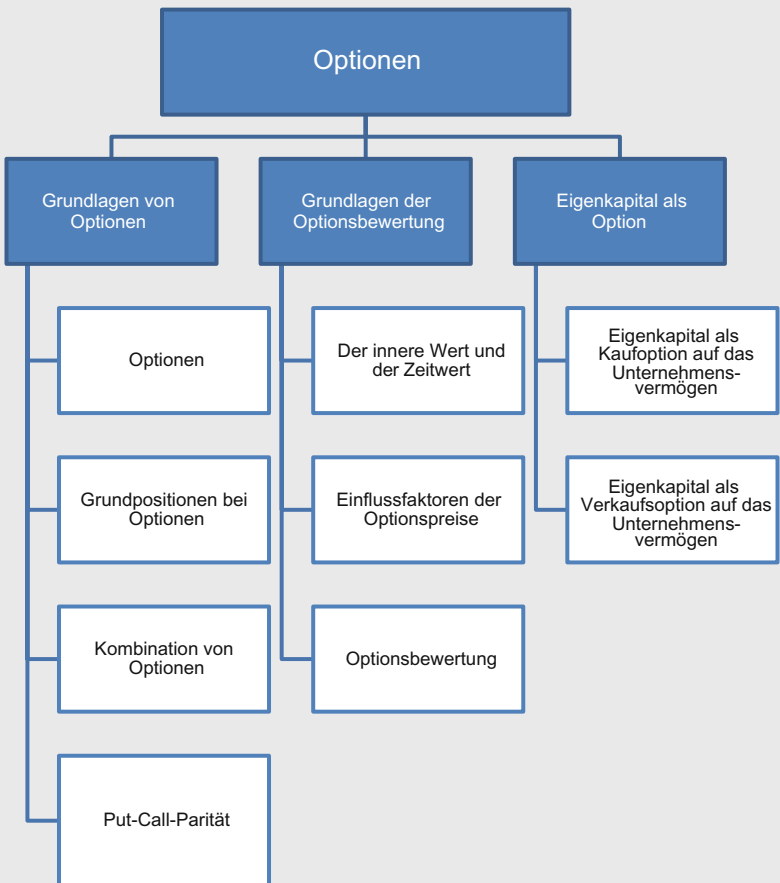 Optionen
Grundlagen von
Optionen
Grundlagen der
Optionsbewertung
Eigenkapital als
Option
Optionen
Grundpositionen bei
Optionen
Kombination von
Optionen
Put-Call-Parität
Der innere Wert und
der Zeitwert
Einflussfaktoren der
Optionspreise
Optionsbewertung
Eigenkapital als
Kaufoption auf das
Unternehmens-
vermögen
Eigenkapital als
Verkaufsoption auf das
Unternehmens-
vermögen